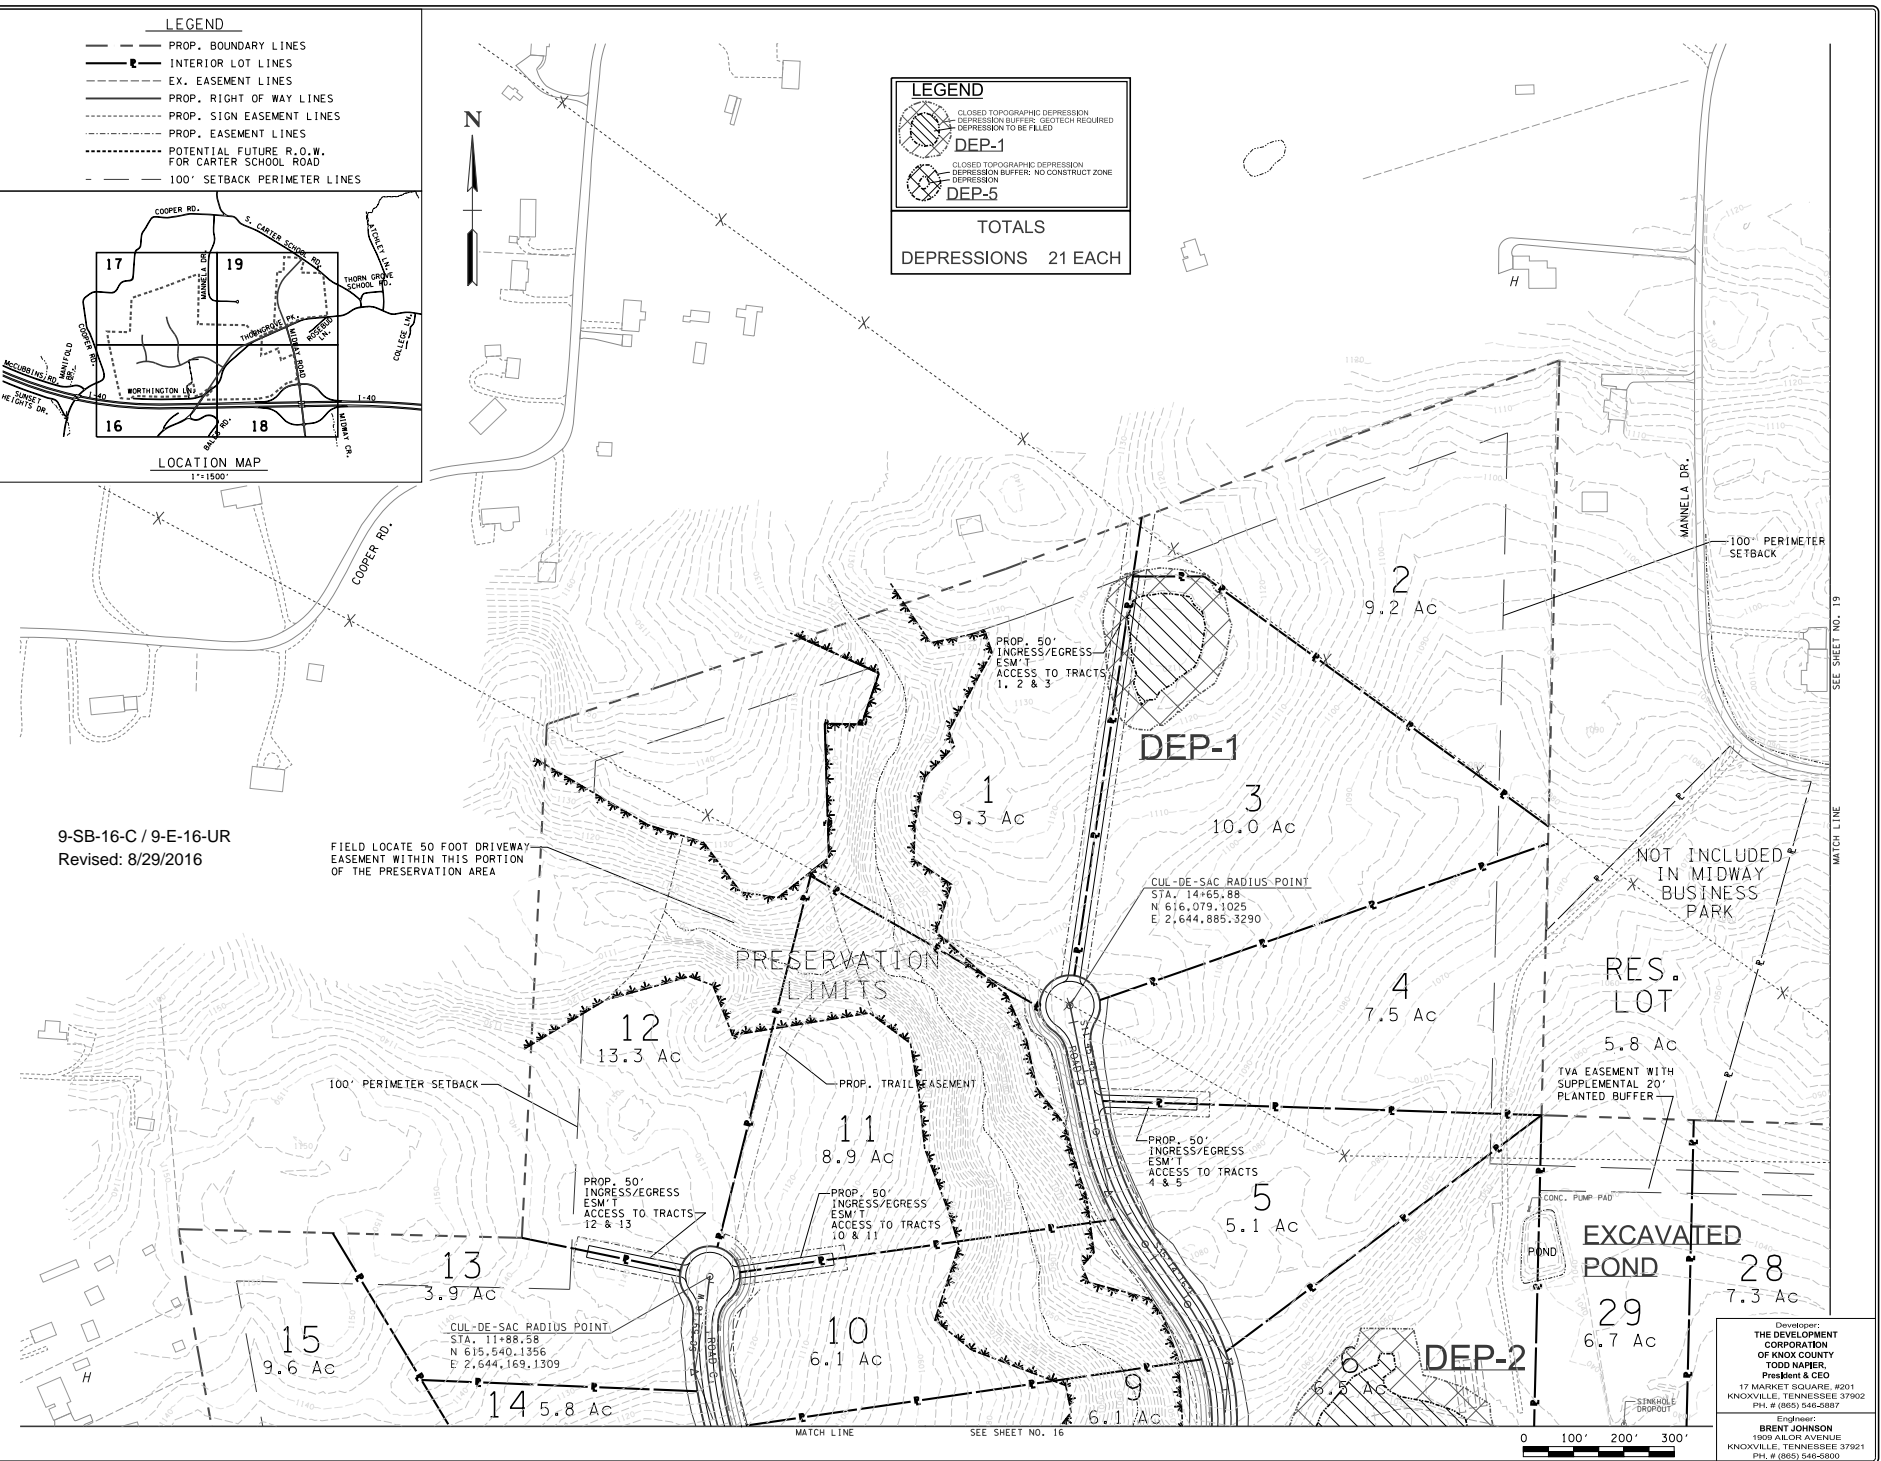 LEGEND
PROP. BOUNDARY LINES
INTERIOR LOT LINES
EX. EASEMENT LINES
PROP. RIGHT OF WAY LINES
PROP. SIGN EASEMENT LINES
PROP. EASEMENT LINES
POTENTIAL FUTURE R.O.W.
FOR CARTER SCHOOL ROAD
100' SETBACK PERIMETER LINES
COOPER RD.
S. CARTER SCHOOL RD.
ATCHLEY LN.
17
19
MANNELA DR.
THORN GROVE
SCHOOL RD.
THORNGROVE PK.
ROSEBUD
LN.
COLLEGE LN.
COOPER RD.
MIDWAY ROAD
MANIFOLD
DR.
McCUBBINS RD.
SUNSET
HEIGHTS DR.
I-40
WORTHINGTON LN.
I-40
16
BALES RD.
18
MIDWAY CR.
LOCATION MAP
1"=1500'
N
LEGEND
CLOSED TOPOGRAPHIC DEPRESSION
DEPRESSION BUFFER: GEOTECH REQUIRED
DEPRESSION TO BE FILLED
DEP-1
CLOSED TOPOGRAPHIC DEPRESSION
DEPRESSION BUFFER: NO CONSTRUCT ZONE
DEPRESSION
DEP-5
TOTALS
DEPRESSIONS 21 EACH
H
COOPER RD.
MANNELA DR.
100' PERIMETER
SETBACK
2
9.2 Ac
SEE SHEET NO. 19
MATCH LINE
PROP. 50'
INGRESS/EGRESS
ESM'T
ACCESS TO TRACTS
1, 2 & 3
DEP-1
1
9.3 Ac
3
10.0 Ac
9-SB-16-C / 9-E-16-UR
Revised: 8/29/2016
FIELD LOCATE 50 FOOT DRIVEWAY
EASEMENT WITHIN THIS PORTION
OF THE PRESERVATION AREA
NOT INCLUDED
IN MIDWAY
BUSINESS
PARK
CUL-DE-SAC RADIUS POINT
STA. 14+65.88
N 616,079.1025
E 2,644,885.3290
PRESERVATION
LIMITS
RES.
LOT
5.8 Ac
4
7.5 Ac
12
13.3 Ac
ROAD D
TVA EASEMENT WITH
SUPPLEMENTAL 20'
PLANTED BUFFER
100' PERIMETER SETBACK
PROP. TRAIL EASEMENT
11
8.9 Ac
PROP. 50'
INGRESS/EGRESS
ESM'T
ACCESS TO TRACTS
4 & 5
PROP. 50'
INGRESS/EGRESS
ESM'T
ACCESS TO TRACTS
12 & 13
PROP. 50'
INGRESS/EGRESS
ESM'T
ACCESS TO TRACTS
10 & 11
5
5.1 Ac
CONC. PUMP PAD
POND
EXCAVATED
POND
28
7.3 Ac
13
3.9 Ac
29
6.7 Ac
CUL-DE-SAC RADIUS POINT
STA. 11+88.58
N 615,540.1356
E 2,644,169.1309
ROAD C
15
9.6 Ac
H
10
6.1 Ac
6
6.5 Ac
DEP-2
14 5.8 Ac
9
6.1 Ac
SINKHOLE
DROPOUT
MATCH LINE
SEE SHEET NO. 16
0 100' 200' 300'
Developer:
THE DEVELOPMENT
CORPORATION
OF KNOX COUNTY
TODD NAPIER,
President & CEO
17 MARKET SQUARE, #201
KNOXVILLE, TENNESSEE 37902
PH. # (865) 546-5887
Engineer:
BRENT JOHNSON
1909 AILOR AVENUE
KNOXVILLE, TENNESSEE 37921
PH. # (865) 546-5800